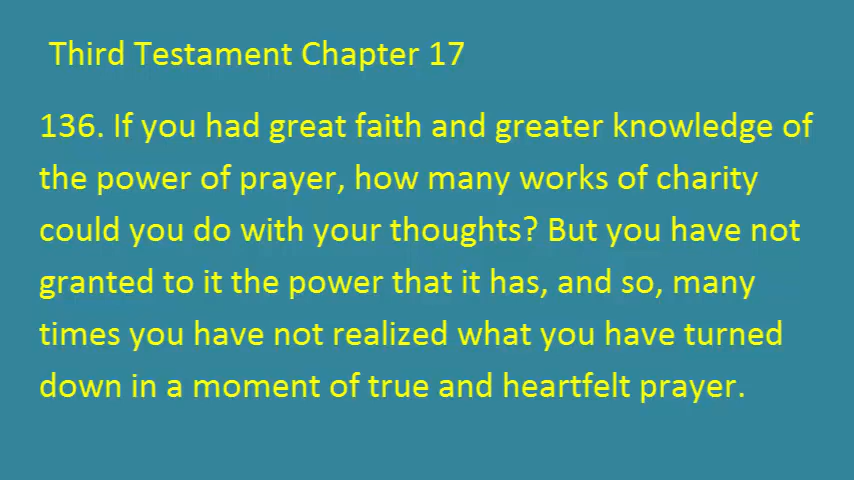 Third Testament Chapter 17
136. If you had great faith and greater knowledge of
the power of prayer, how many works of charity
could you do with your thoughts? But you have not
granted to it the power that it has, and so, many
times you have not realized what you have turned
down in a moment of true and heartfelt prayer.